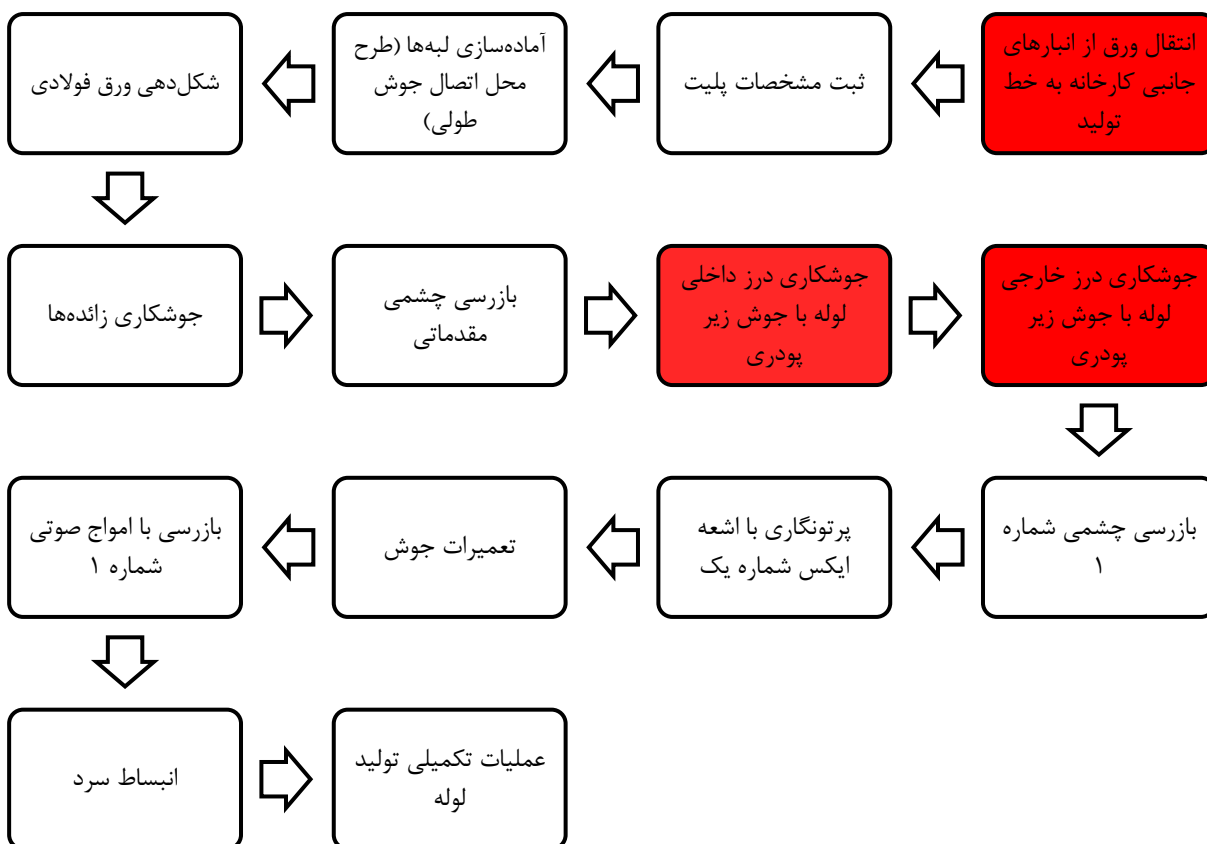 انتقال ورق از انبارهای
جانبی کارخانه به خط
تولید
ثبت مشخصات پلیت
آماده‌سازی لبه‌ها (طرح
محل اتصال جوش
طولی)
شکل‌دهی ورق فولادی
جوشکاری زائده‌ها
بازرسی چشمی
مقدماتی
جوشکاری درز داخلی
لوله با جوش زیر
پودری
جوشکاری درز خارجی
لوله با جوش زیر
پودری
بازرسی چشمی شماره
۱
پرتونگاری با اشعه
ایکس شماره یک
تعمیرات جوش
بازرسی با امواج صوتی
شماره ۱
انبساط سرد
عملیات تکمیلی تولید
لوله